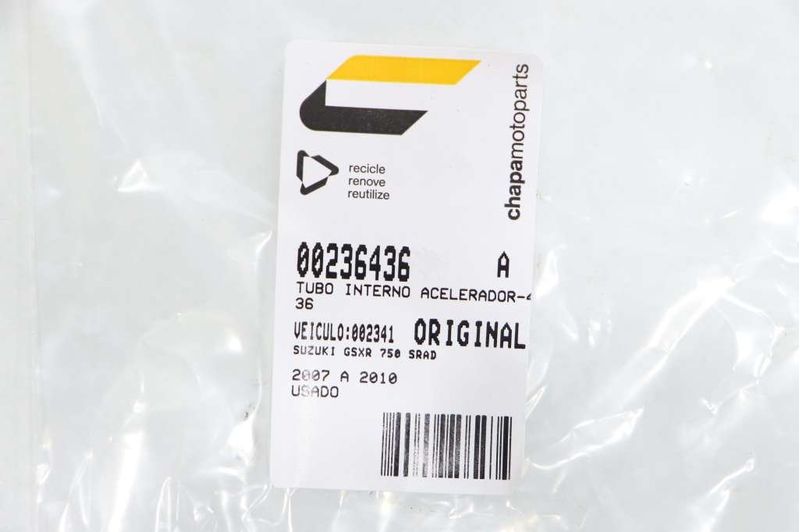 chapamotoparts
recicle
renove
reutilize
00236436 A
TUBO INTERNO ACELERADOR-4
36
VEICULO:002341 ORIGINAL
SUZUKI GSXR 750 SRAD
2007 A 2010
USADO